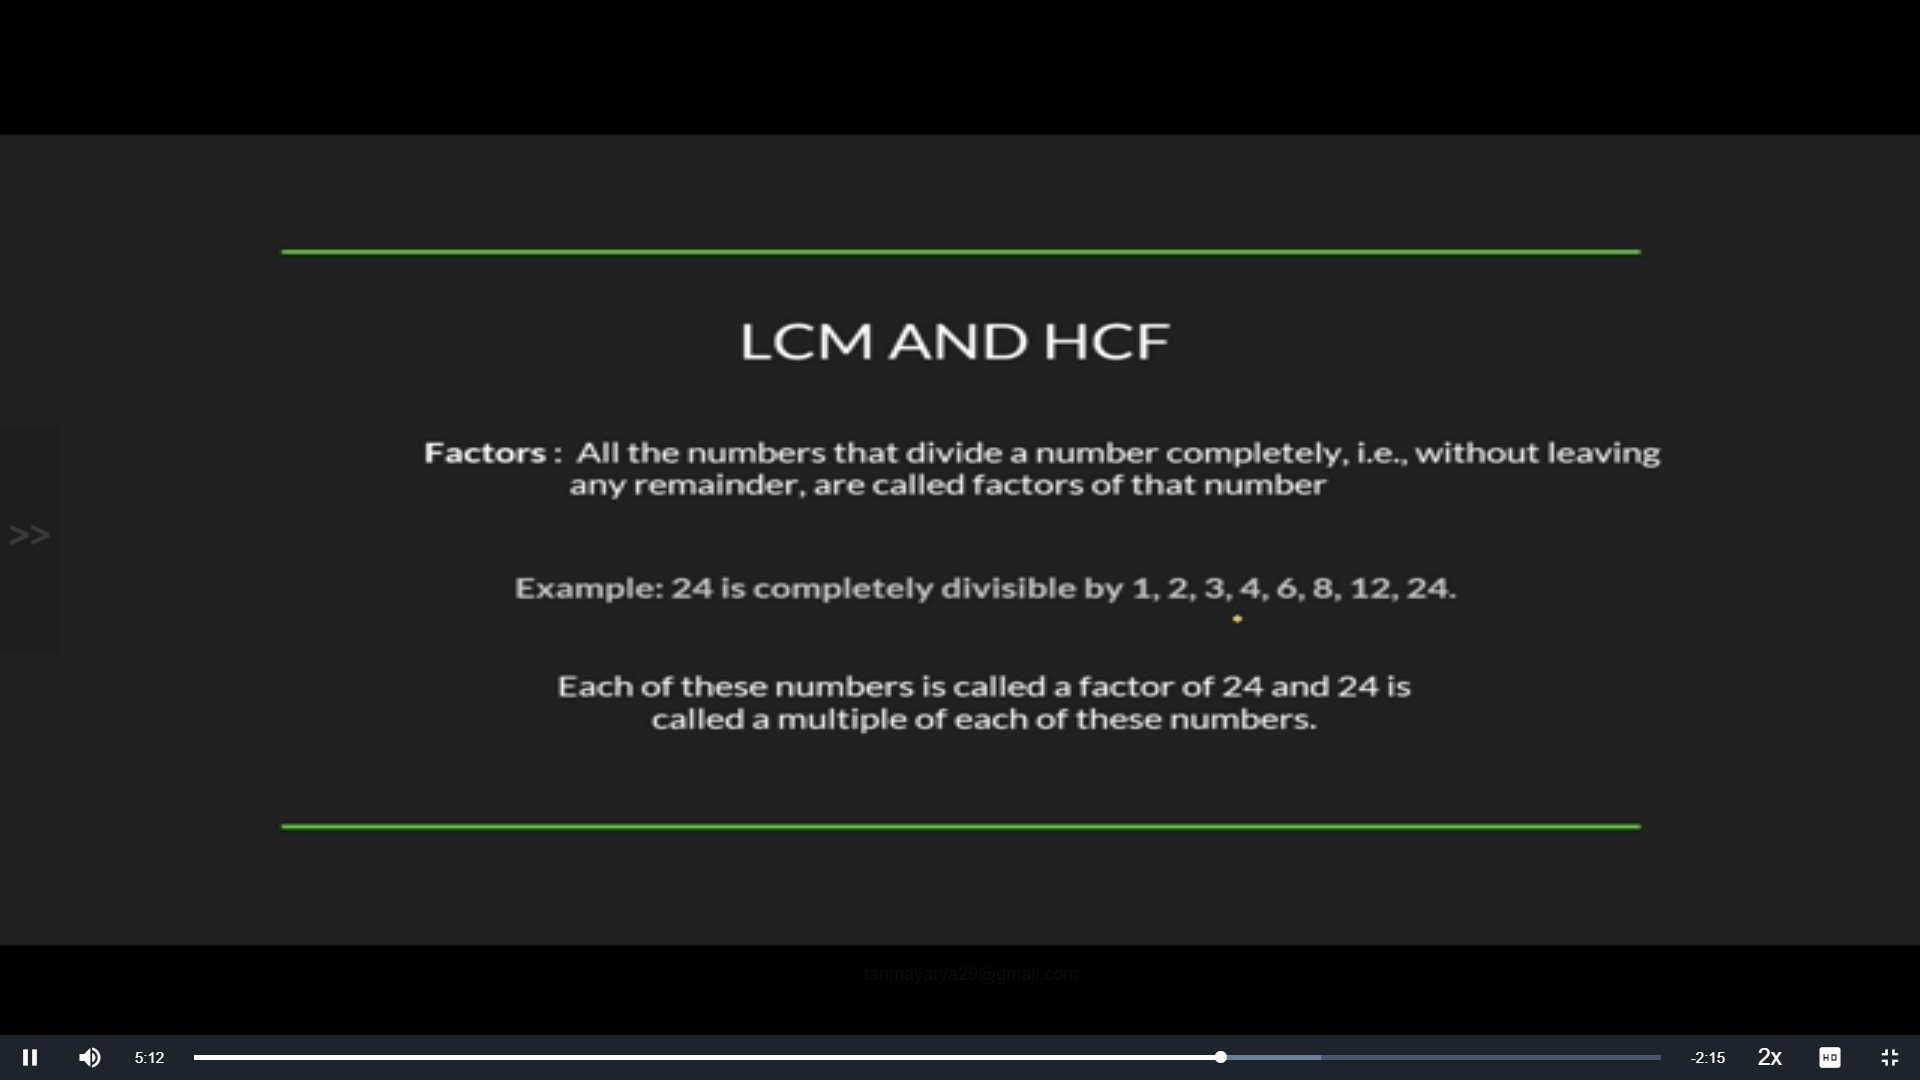 LCM AND HCF
Factors : All the numbers that divide a number completely, i.e., without leaving
any remainder, are called factors of that number
Example: 24 is completely divisible by 1, 2, 3, 4, 6, 8, 12, 24.
>>
Each of these numbers is called a factor of 24 and 24 is
called a multiple of each of these numbers.
tanmayarya29@gmail.com
5:12
-2:15
2x
HD